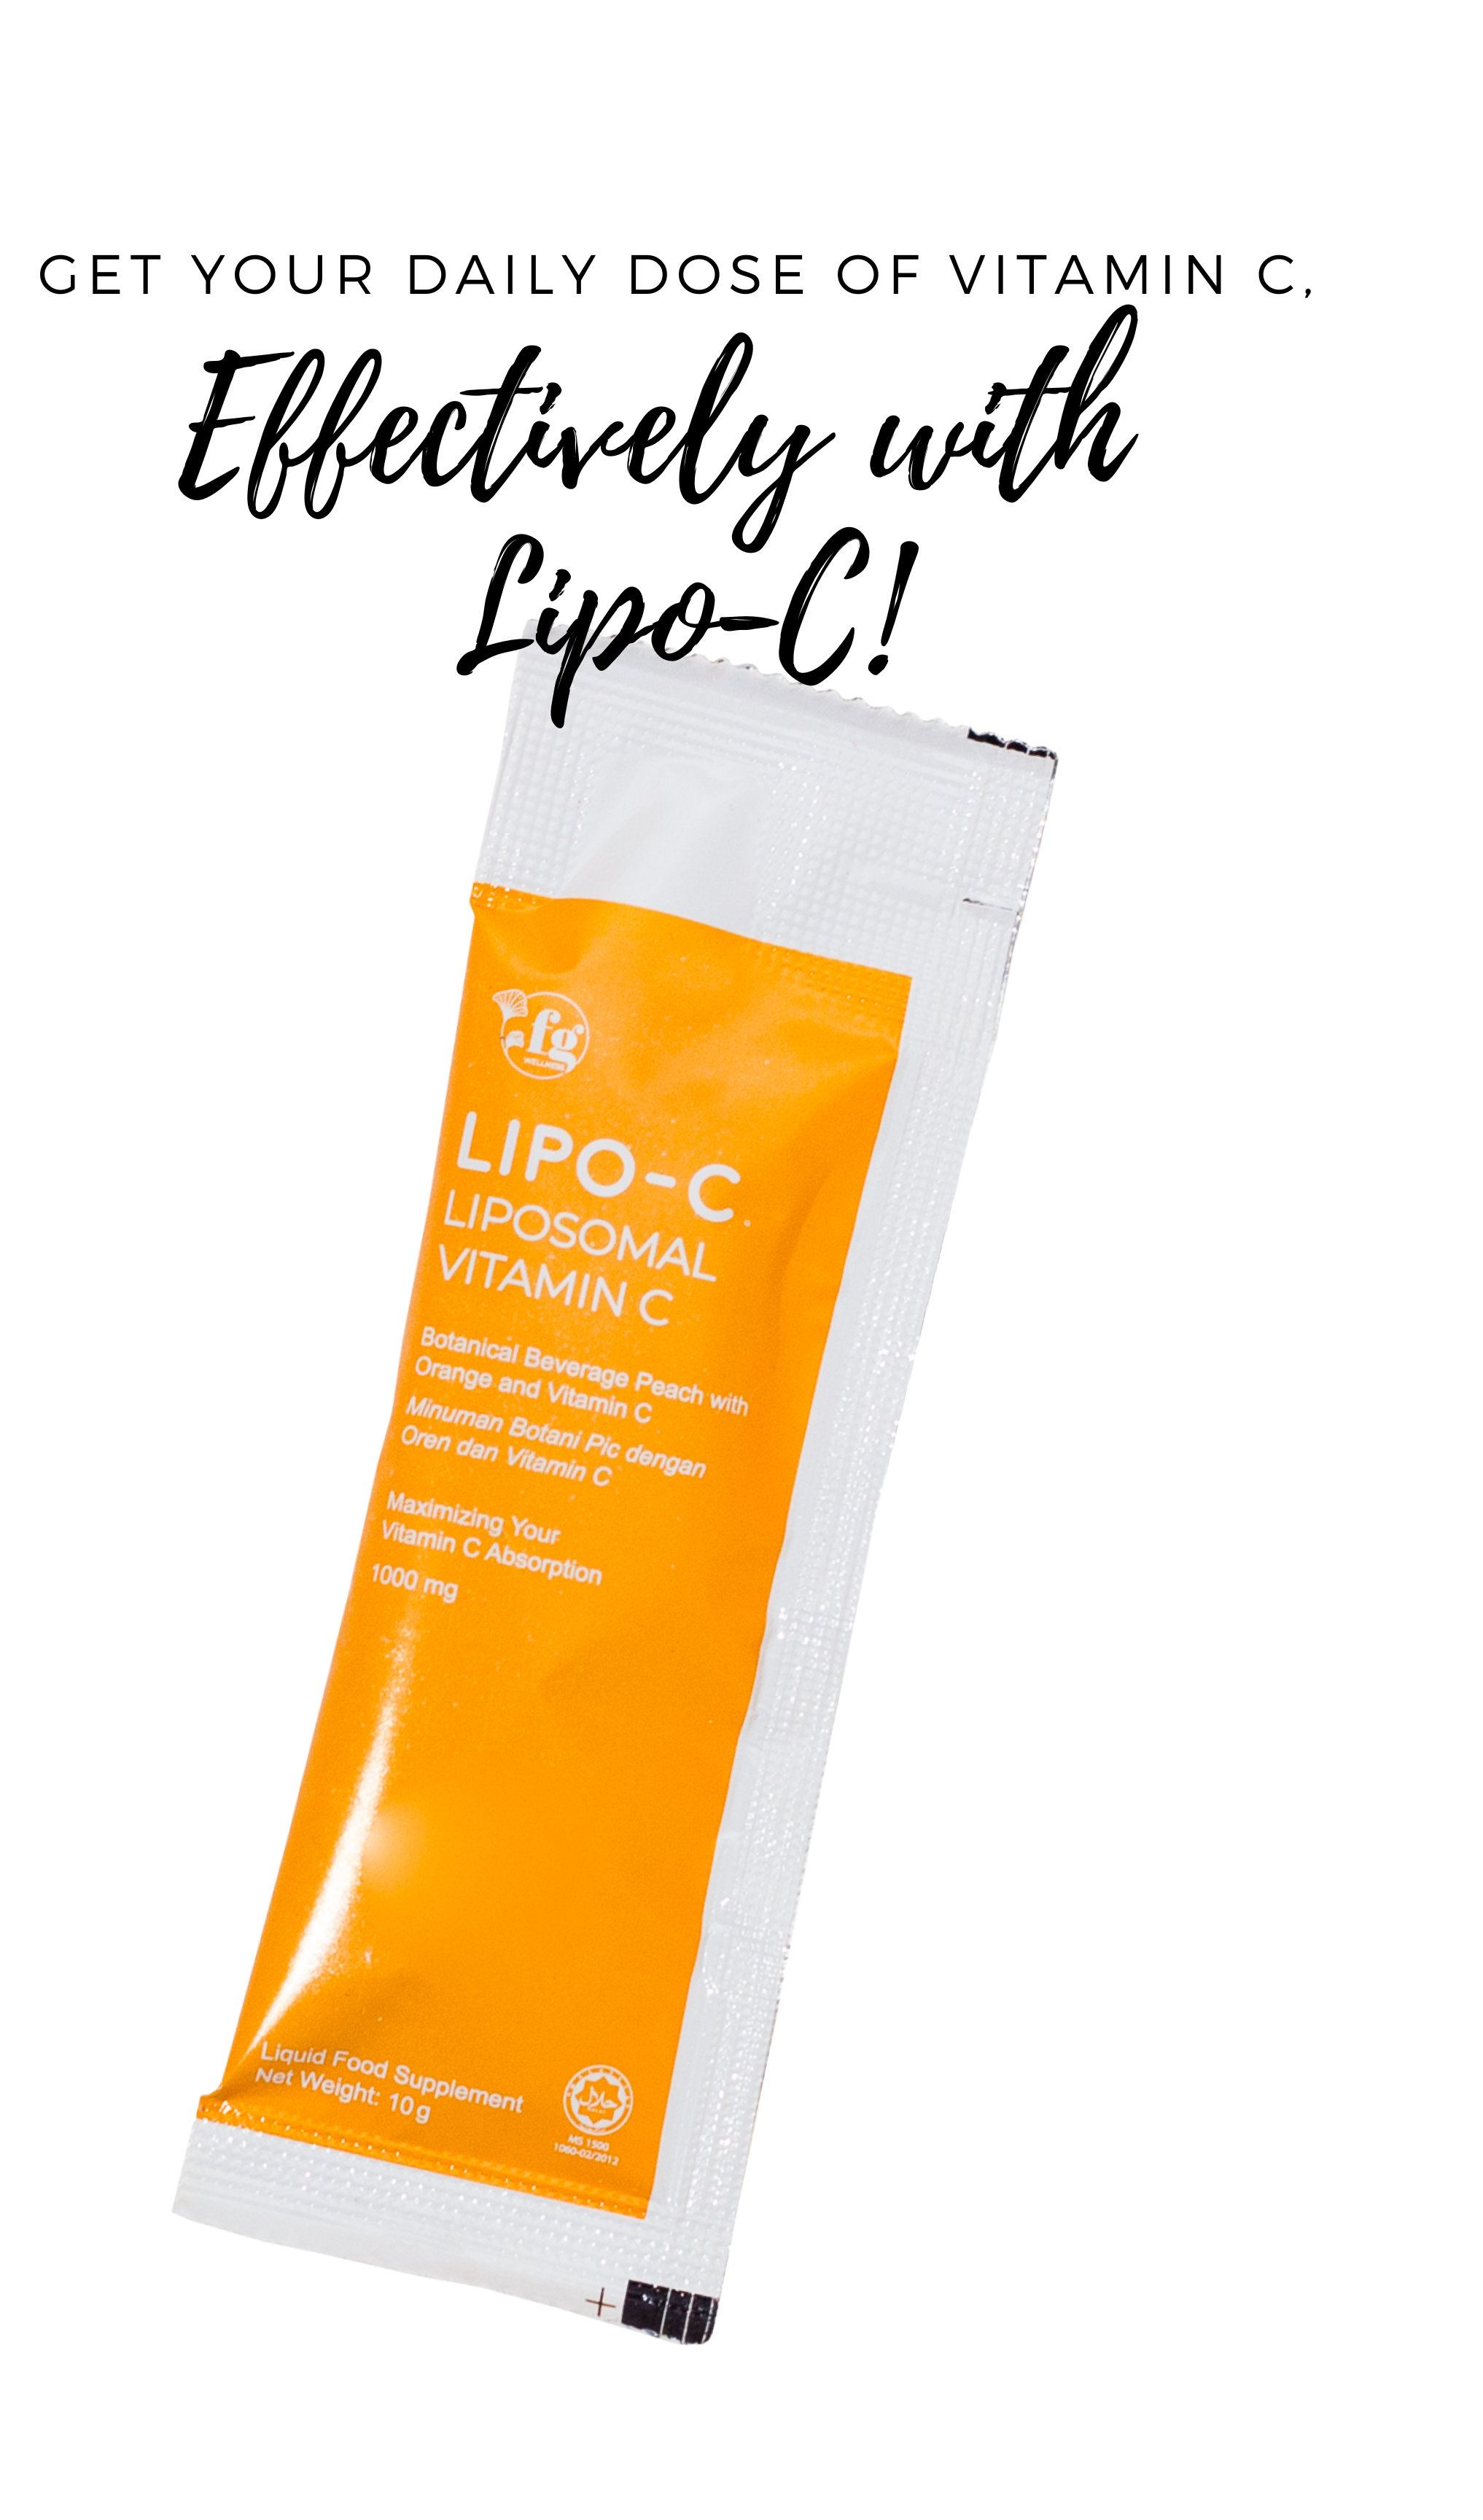 GET YOUR DAILY DOSE OF VITAMIN C,
Effectively with
Lipo-C!
fg
WELLNESS
LIPO-C
LIPOSOMAL
VITAMIN C
Botanical Beverage Peach with
Orange and Vitamin C
Minuman Botani Pic dengan
Oren dan Vitamin C
Maximizing Your
Vitamin C Absorption
1000 mg
Liquid Food Supplement
Net Weight: 10 g
حلال
MS 1500
1060-02/2012